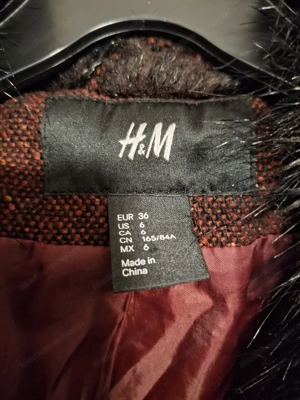 H&M
EUR 36
US 6
CA 6
CN 165/84A
MX 6
Made in
China